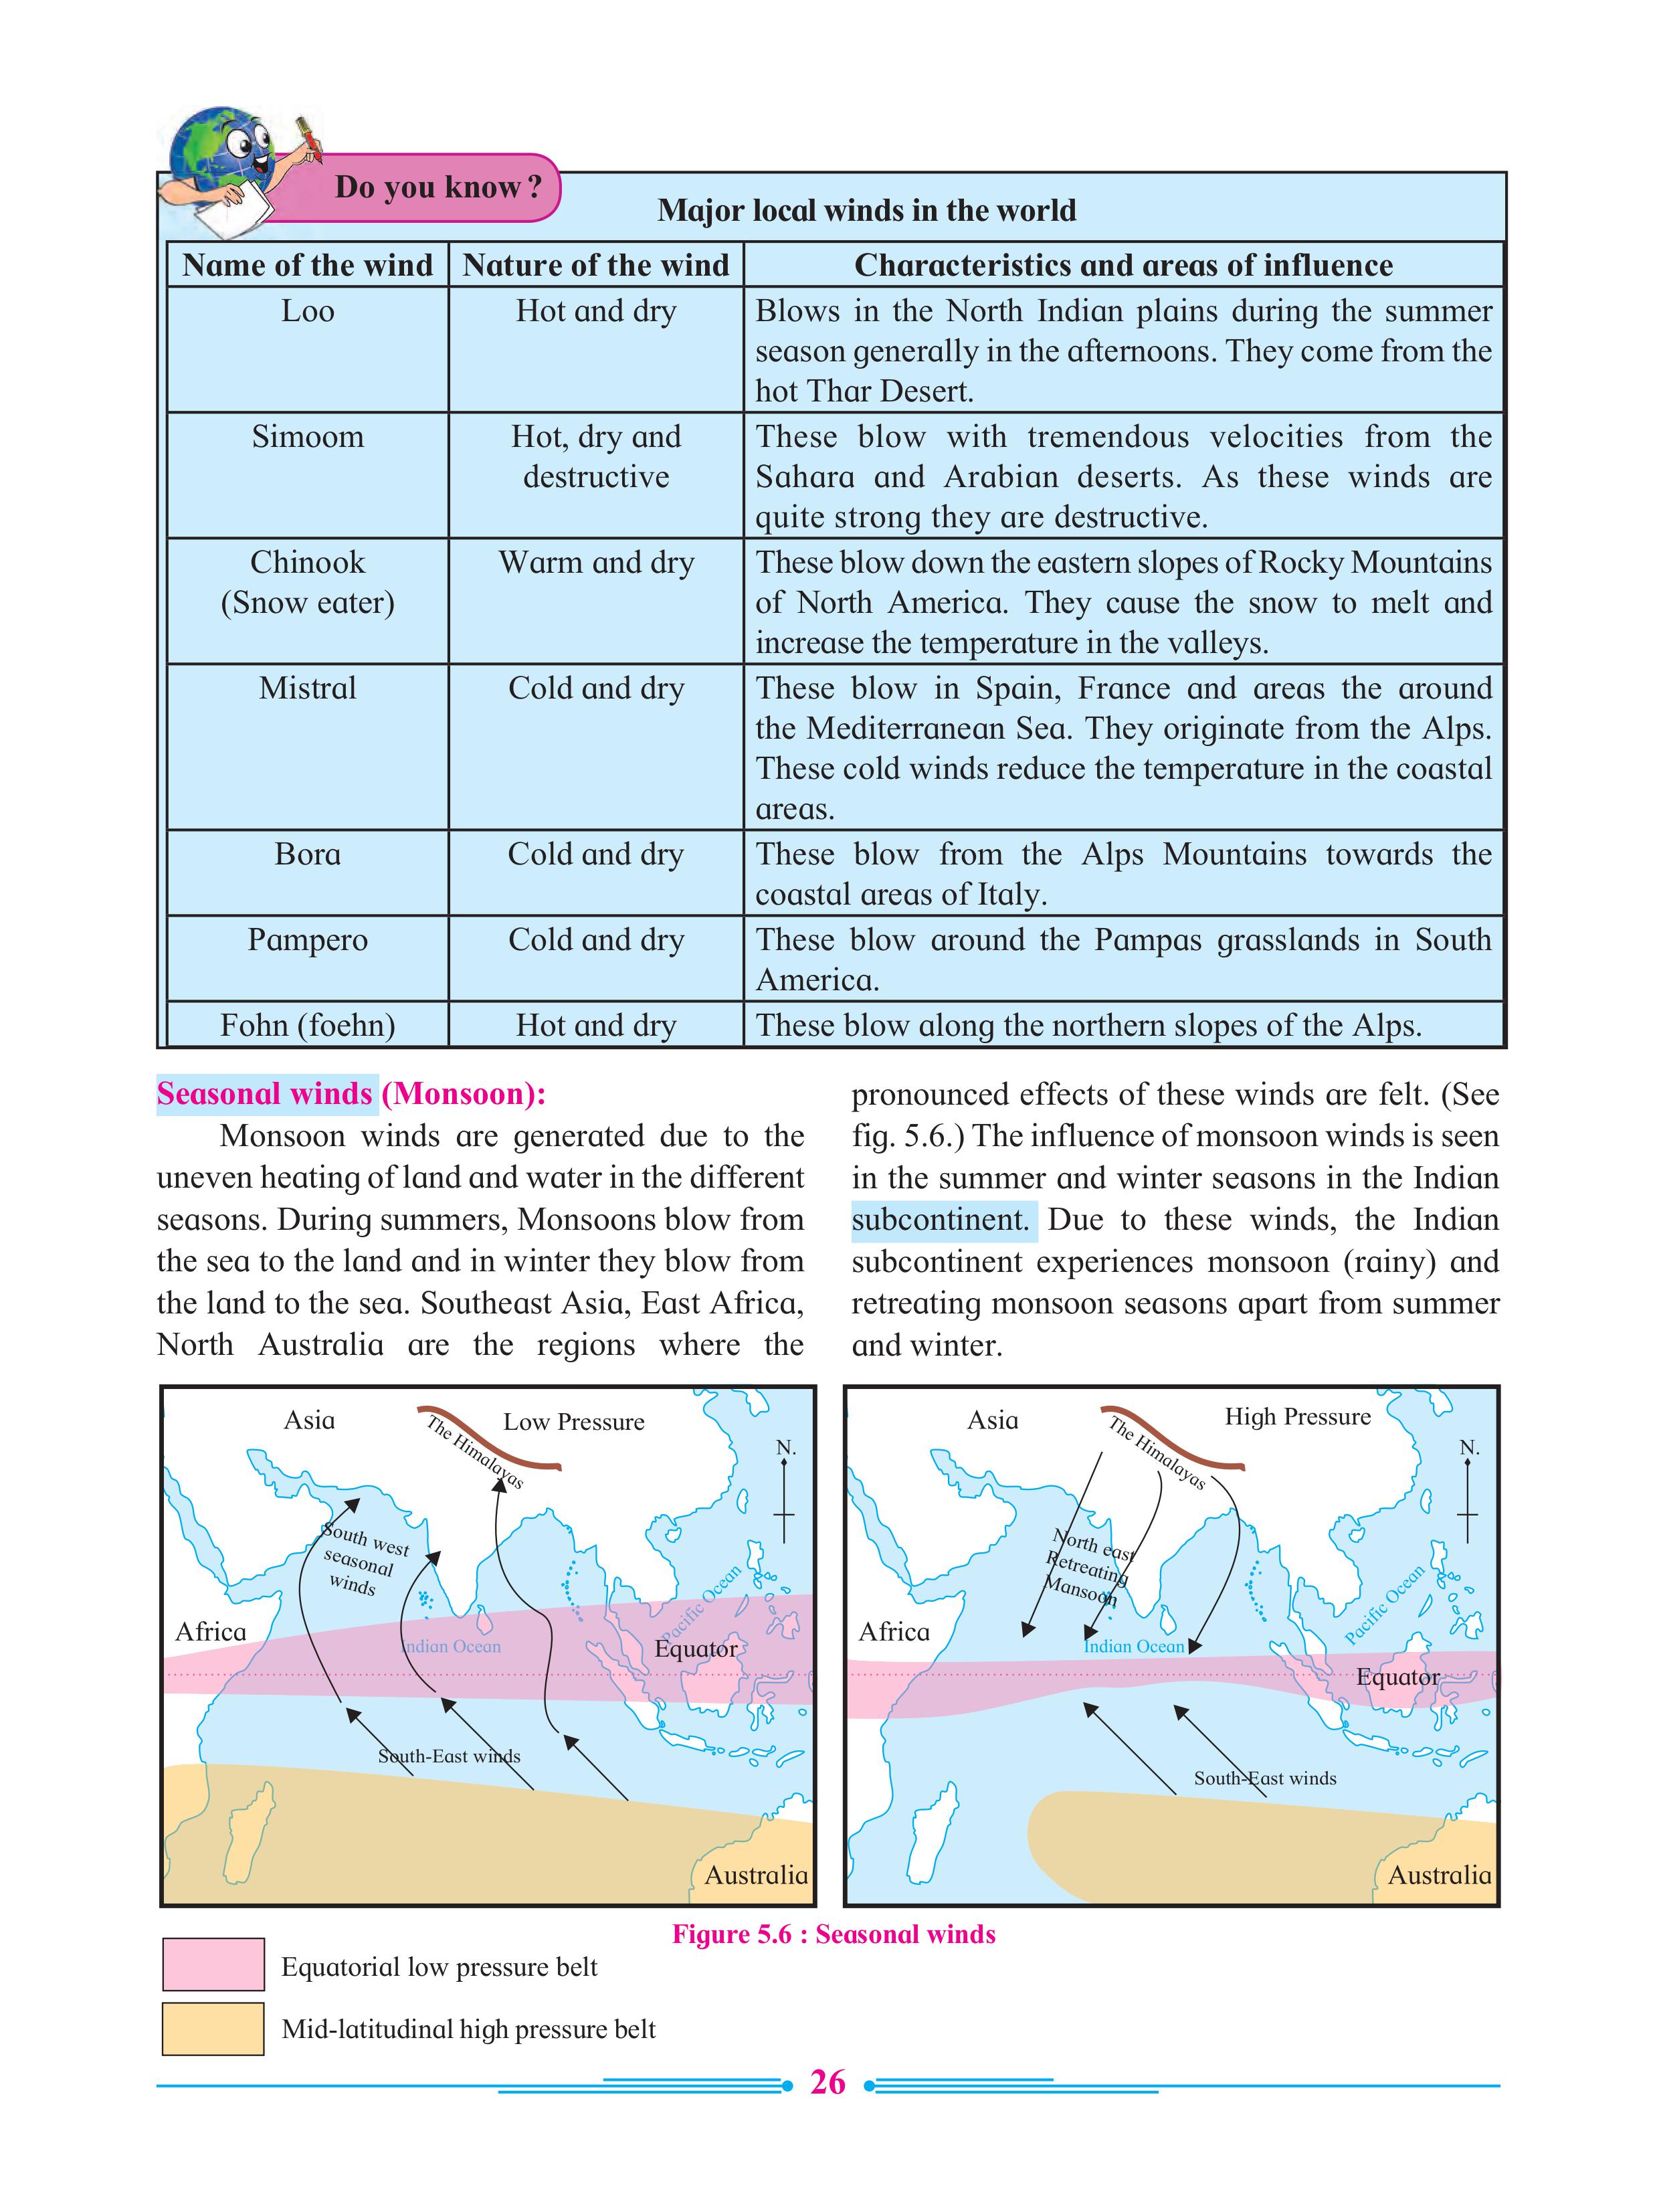 Do you know ?
Major local winds in the world
Name of the wind
Nature of the wind
Characteristics and areas of influence
Loo
Hot and dry
Blows in the North Indian plains during the summer
season generally in the afternoons. They come from the
hot Thar Desert.
Simoom
Hot, dry and
destructive
These blow with tremendous velocities from the
Sahara and Arabian deserts. As these winds are
quite strong they are destructive.
Chinook
(Snow eater)
Warm and dry
These blow down the eastern slopes of Rocky Mountains
of North America. They cause the snow to melt and
increase the temperature in the valleys.
Mistral
Cold and dry
These blow in Spain, France and areas the around
the Mediterranean Sea. They originate from the Alps.
These cold winds reduce the temperature in the coastal
areas.
Bora
Cold and dry
These blow from the Alps Mountains towards the
coastal areas of Italy.
Pampero
Cold and dry
These blow around the Pampas grasslands in South
America.
Fohn (foehn)
Hot and dry
These blow along the northern slopes of the Alps.
Seasonal winds (Monsoon):
Monsoon winds are generated due to the
uneven heating of land and water in the different
seasons. During summers, Monsoons blow from
the sea to the land and in winter they blow from
the land to the sea. Southeast Asia, East Africa,
North Australia are the regions where the
pronounced effects of these winds are felt. (See
fig. 5.6.) The influence of monsoon winds is seen
in the summer and winter seasons in the Indian
subcontinent. Due to these winds, the Indian
subcontinent experiences monsoon (rainy) and
retreating monsoon seasons apart from summer
and winter.
Asia
The Himalayas
Low Pressure
N.
South west
seasonal
winds
Pacific Ocean
Africa
Indian Ocean
Equator
South-East winds
Australia
Asia
The Himalayas
High Pressure
N.
North east
Retreating
Mansoon
Pacific Ocean
Africa
Indian Ocean
Equator
South-East winds
Australia
Figure 5.6 : Seasonal winds
Equatorial low pressure belt
Mid-latitudinal high pressure belt
26